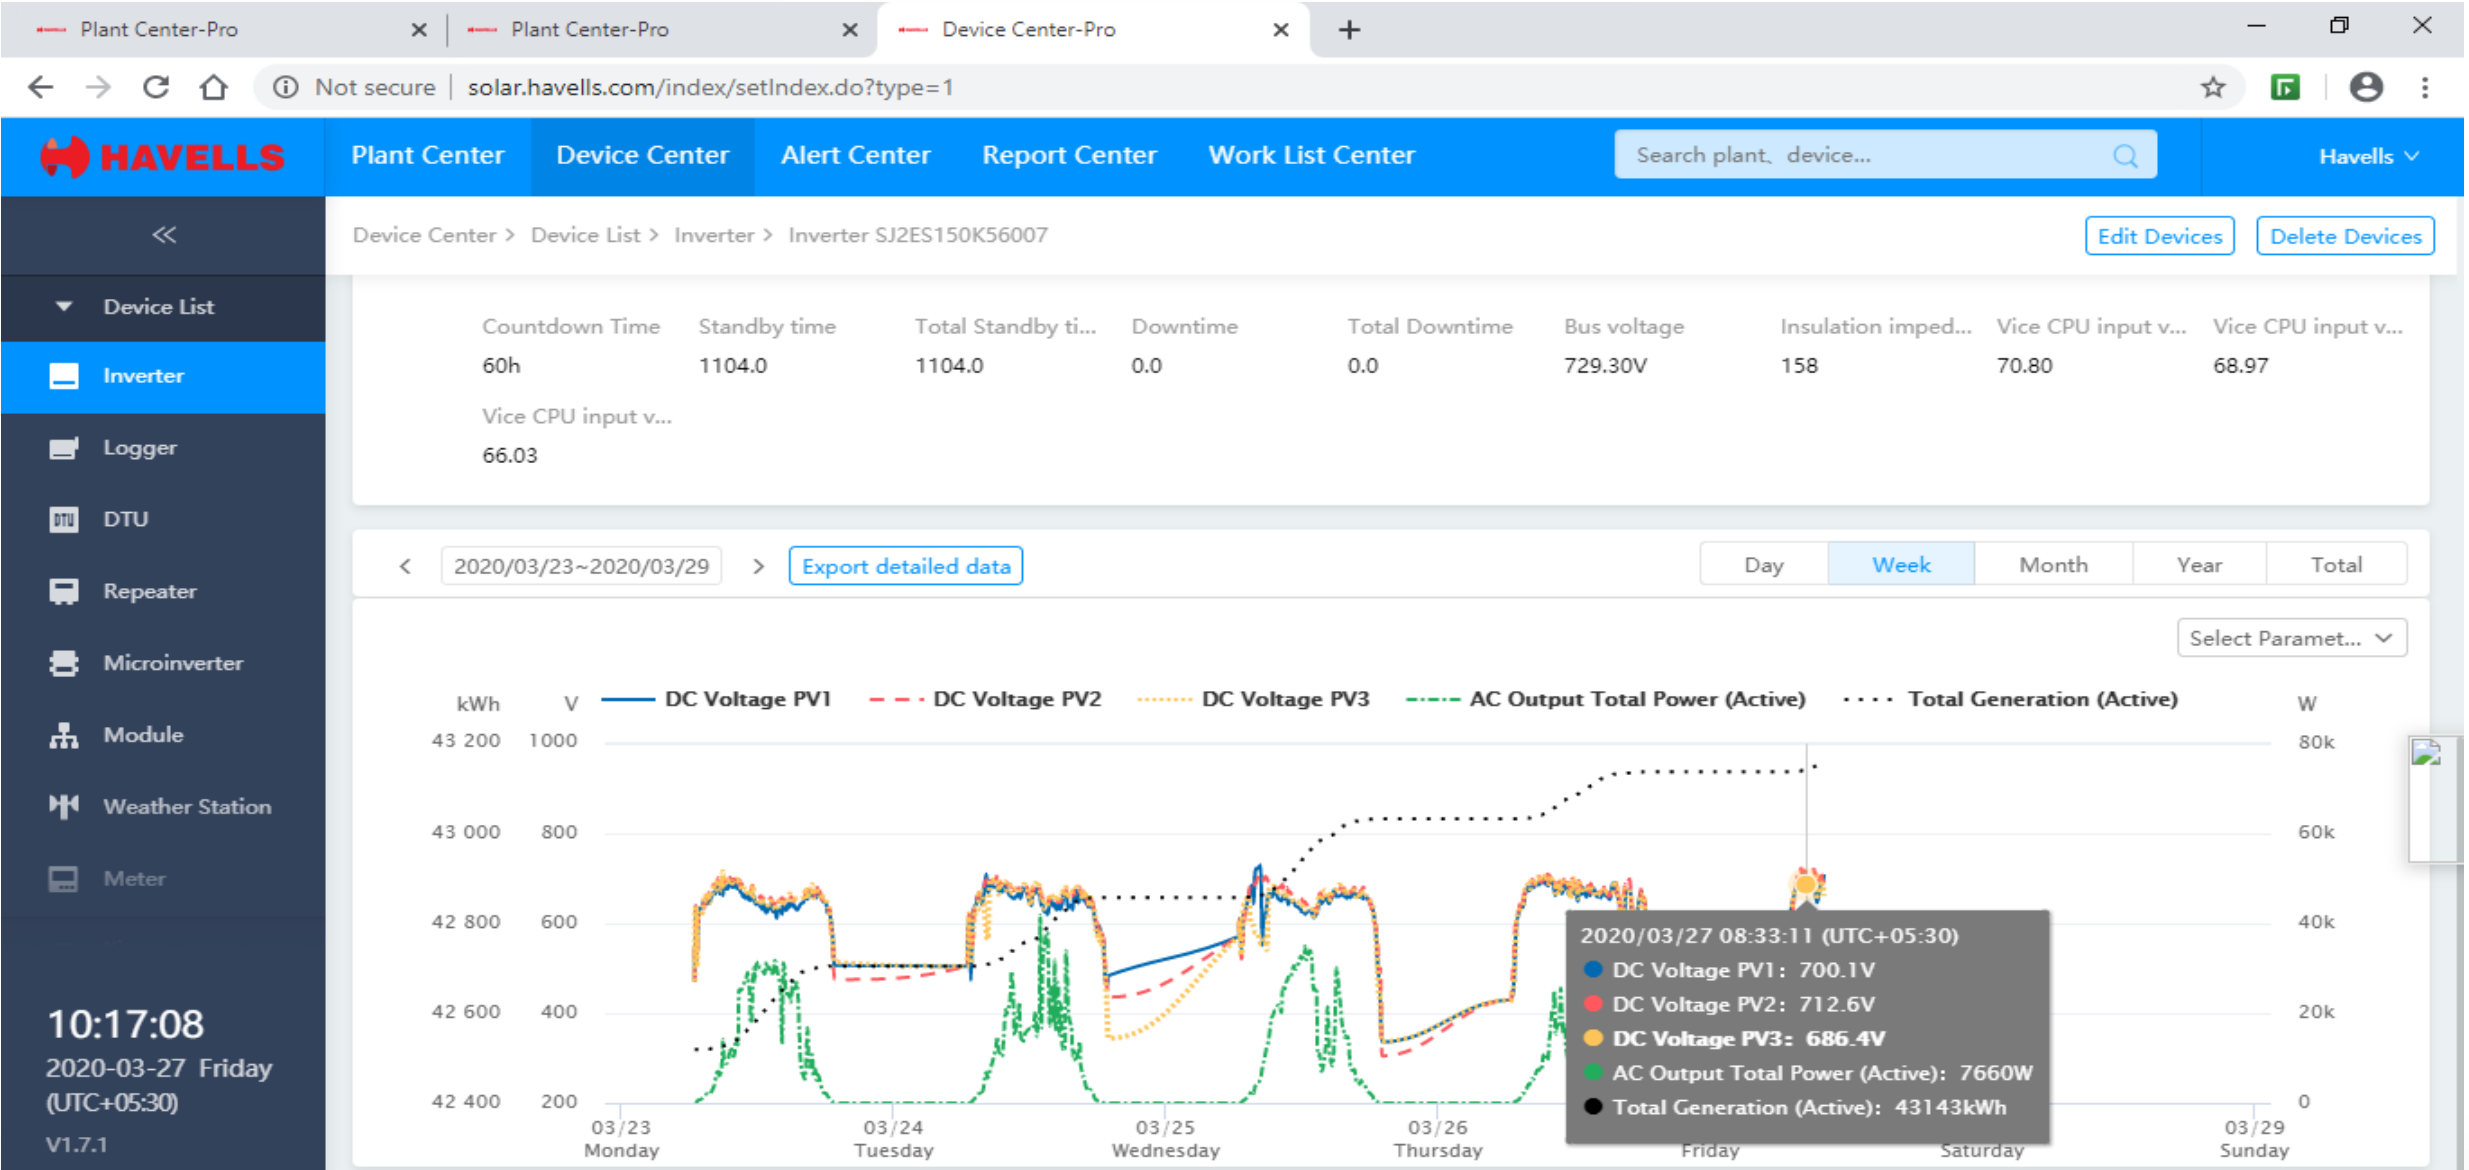 Plant Center-Pro Plant Center-Pro Device Center-Pro
Not secure | solar.havells.com/index/setIndex.do?type=1
HAVELLS Plant Center Device Center Alert Center Report Center Work List Center Search plant、device... Havells
Device Center > Device List > Inverter > Inverter SJ2ES150K56007 Edit Devices Delete Devices
Device List
Inverter
Logger
DTU DTU
Repeater
Microinverter
Module
Weather Station
Meter
10:17:08
2020-03-27 Friday
(UTC+05:30)
V1.7.1
Countdown Time Standby time Total Standby ti... Downtime Total Downtime Bus voltage Insulation imped... Vice CPU input v... Vice CPU input v...
60h 1104.0 1104.0 0.0 0.0 729.30V 158 70.80 68.97
Vice CPU input v...
66.03
2020/03/23~2020/03/29 Export detailed data Day Week Month Year Total
Select Paramet...
kWh V DC Voltage PV1 DC Voltage PV2 DC Voltage PV3 AC Output Total Power (Active) Total Generation (Active) W
43 200 1000 80k
43 000 800 60k
42 800 600 40k
42 600 400 20k
42 400 200 0
2020/03/27 08:33:11 (UTC+05:30)
DC Voltage PV1: 700.1V
DC Voltage PV2: 712.6V
DC Voltage PV3: 686.4V
AC Output Total Power (Active): 7660W
Total Generation (Active): 43143kWh
03/23 03/24 03/25 03/26 03/29
Monday Tuesday Wednesday Thursday Friday Saturday Sunday